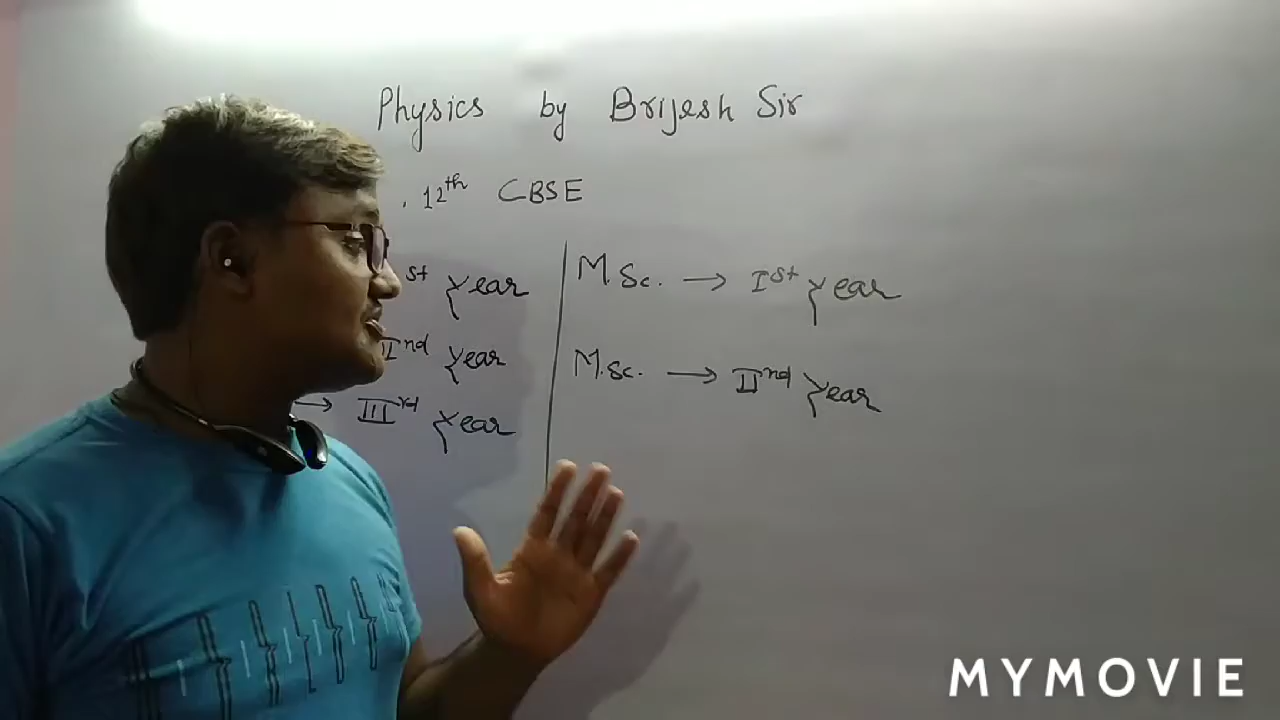 Physics by Brijesh Sir
. 12th CBSE
st year
IInd year
→ IIIrd year
M.Sc. → Ist year
M.Sc. → IInd year
MYMOVIE